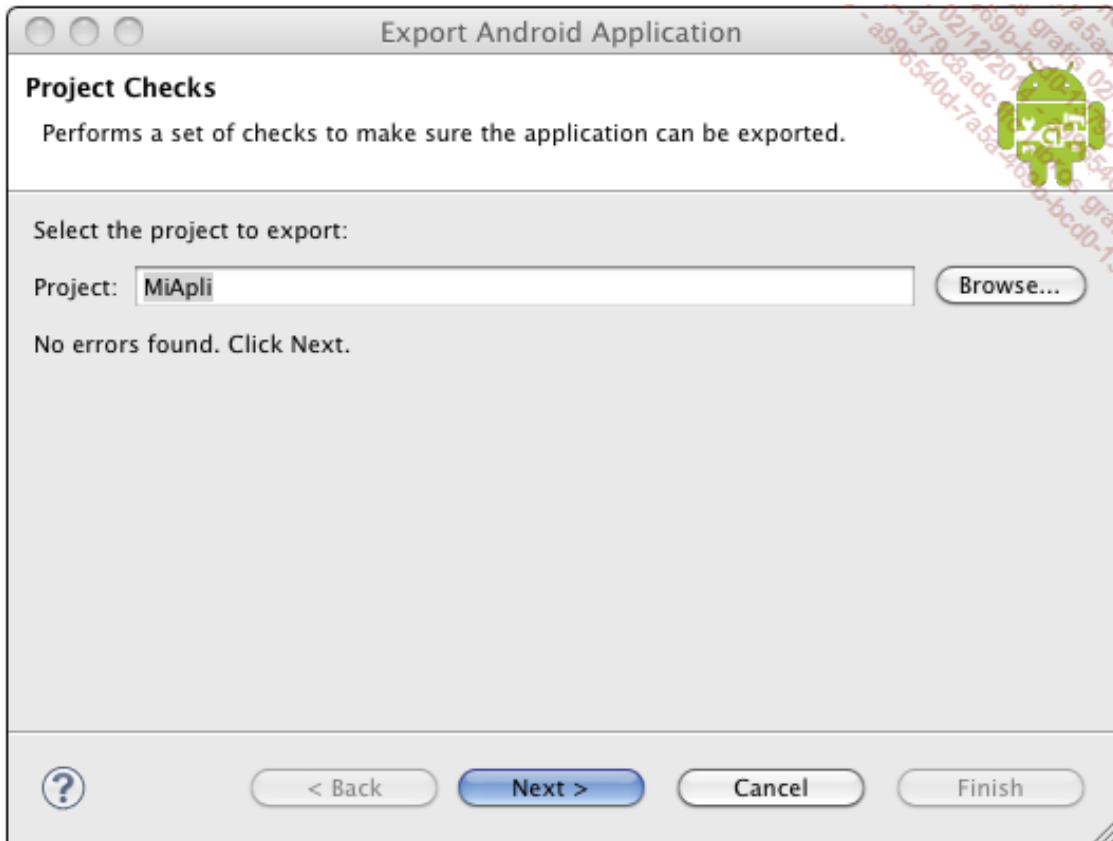 Export Android Application
Project Checks
Performs a set of checks to make sure the application can be exported.
Select the project to export:
Project: MiApli Browse...
No errors found. Click Next.
? < Back Next > Cancel Finish